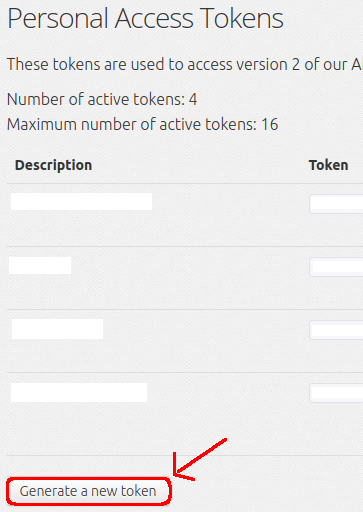 Personal Access Tokens
These tokens are used to access version 2 of our
Number of active tokens: 4
Maximum number of active tokens: 16
Description Token
Generate a new token